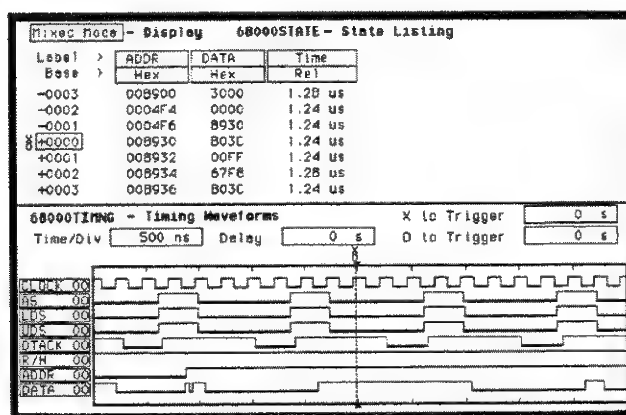 Mixed Mode - Display 68000STATE - State Listing
Label > ADDR DATA Time
Base > Hex Hex Rel
-0003 008900 3000 1.28 us
-0002 0004F4 0000 1.24 us
-0001 0004F6 8930 1.24 us
+0000 008930 B03C 1.24 us
+0001 008932 00FF 1.24 us
+0002 008934 67F8 1.28 us
+0003 008936 B03C 1.24 us
68000TIMNG - Timing Waveforms X to Trigger 0 s
Time/Div 500 ns Delay 0 s O to Trigger 0 s
CLOCK 00
AS 00
LDS 00
UDS 00
DTACK 00
R/W 00
ADDR 00
DATA 00